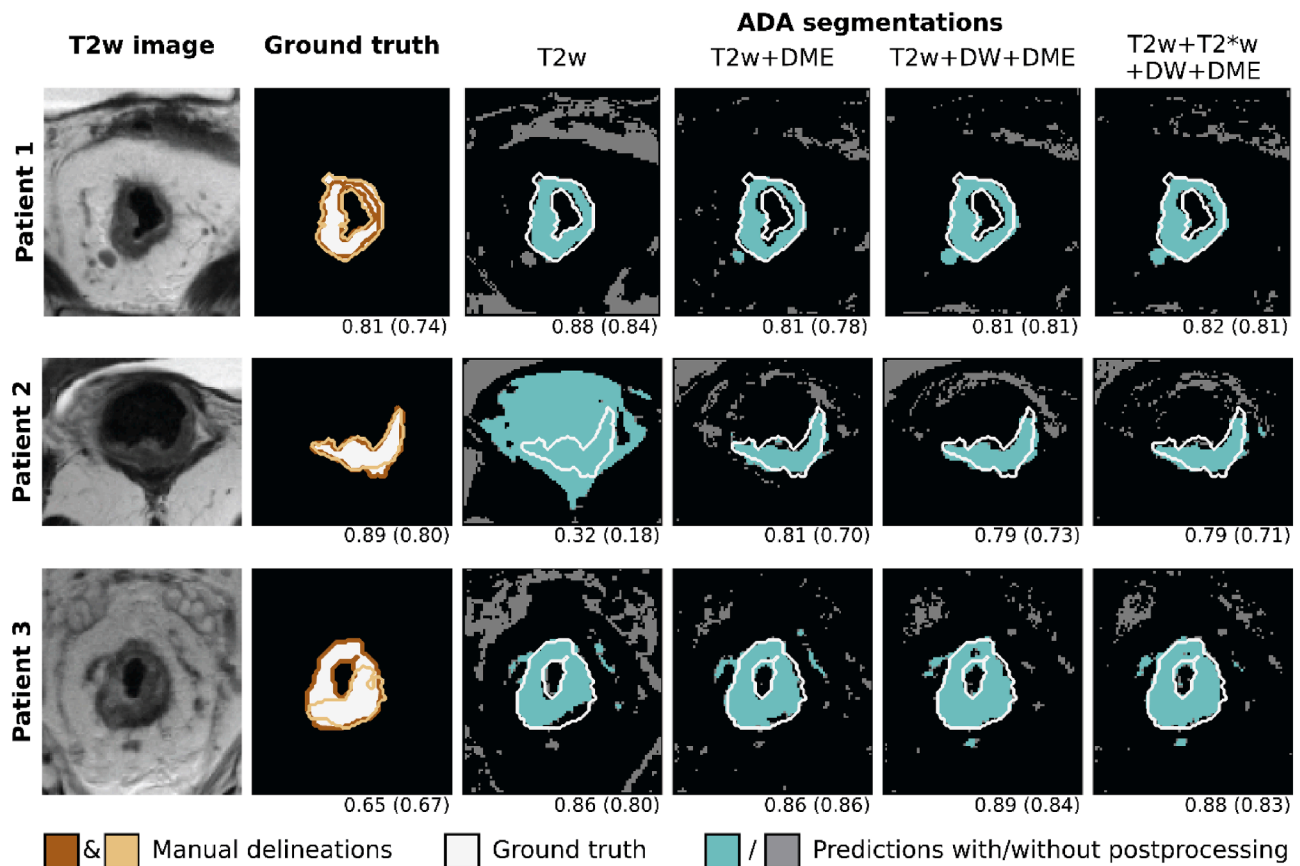 T2w image
Ground truth
ADA segmentations
T2w
T2w+DME
T2w+DW+DME
T2w+T2*w
+DW+DME
Patient 1
0.81 (0.74)
0.88 (0.84)
0.81 (0.78)
0.81 (0.81)
0.82 (0.81)
Patient 2
0.89 (0.80)
0.32 (0.18)
0.81 (0.70)
0.79 (0.73)
0.79 (0.71)
Patient 3
0.65 (0.67)
0.86 (0.80)
0.86 (0.86)
0.89 (0.84)
0.88 (0.83)
& Manual delineations
Ground truth
/ Predictions with/without postprocessing